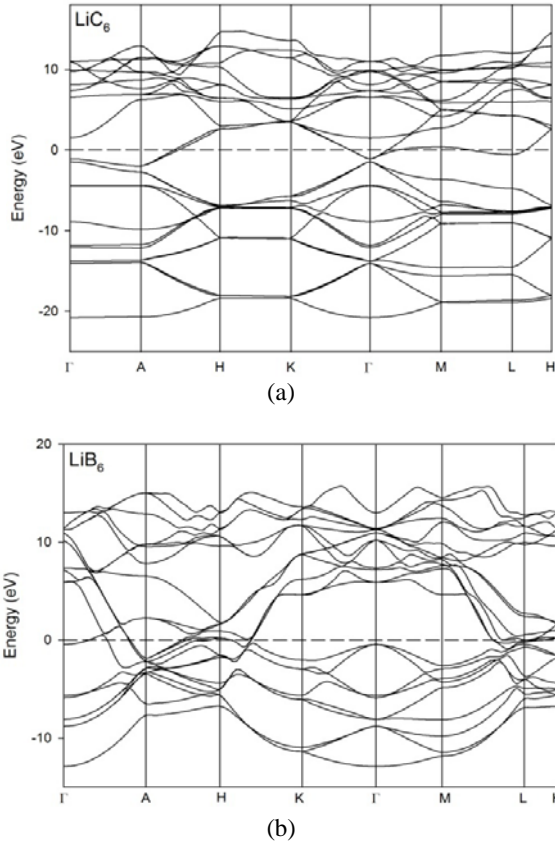 LiC6
10
0
-10
-20
Energy (eV)
Γ A H K Γ M L H
(a)
20
LiB6
10
0
-10
Energy (eV)
Γ A H K Γ M L H
(b)